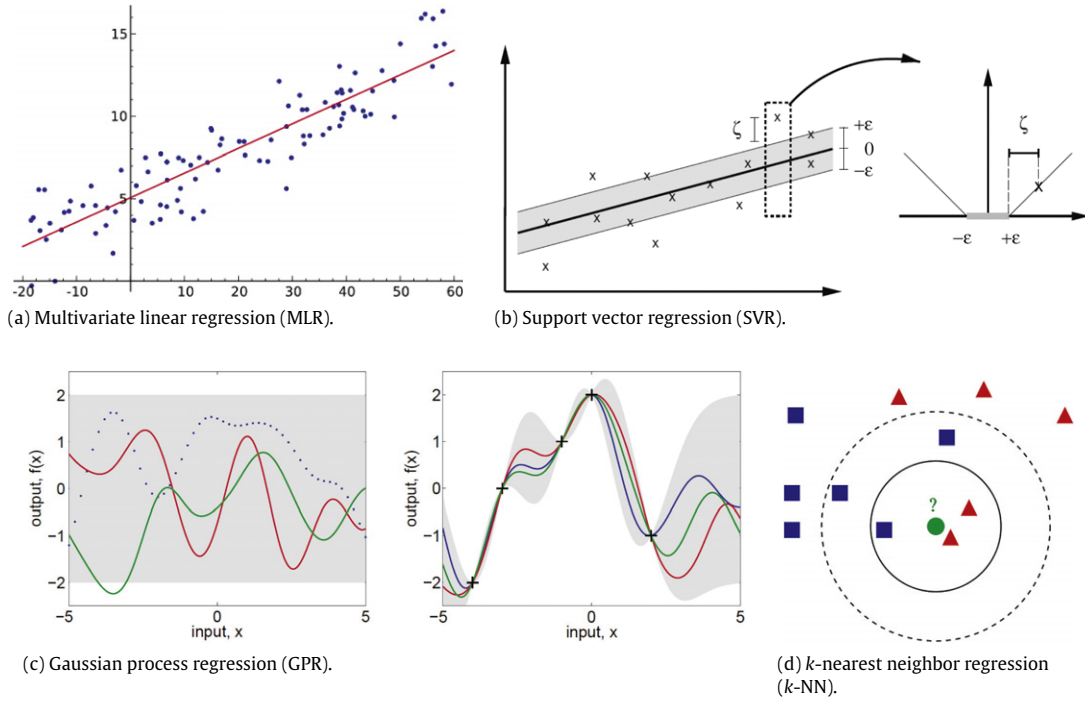 15
10
5
-20
-10
0
10
20
30
40
50
60
(a) Multivariate linear regression (MLR).
ζ
+ε
0
−ε
x
x
x
x
x
x
x
x
x
x
x
x
x
x
ζ
x
−ε
+ε
(b) Support vector regression (SVR).
2
1
0
−1
−2
output, f(x)
−5
0
5
input, x
2
1
0
−1
−2
output, f(x)
−5
0
5
input, x
(c) Gaussian process regression (GPR).
?
(d) k-nearest neighbor regression
(k-NN).